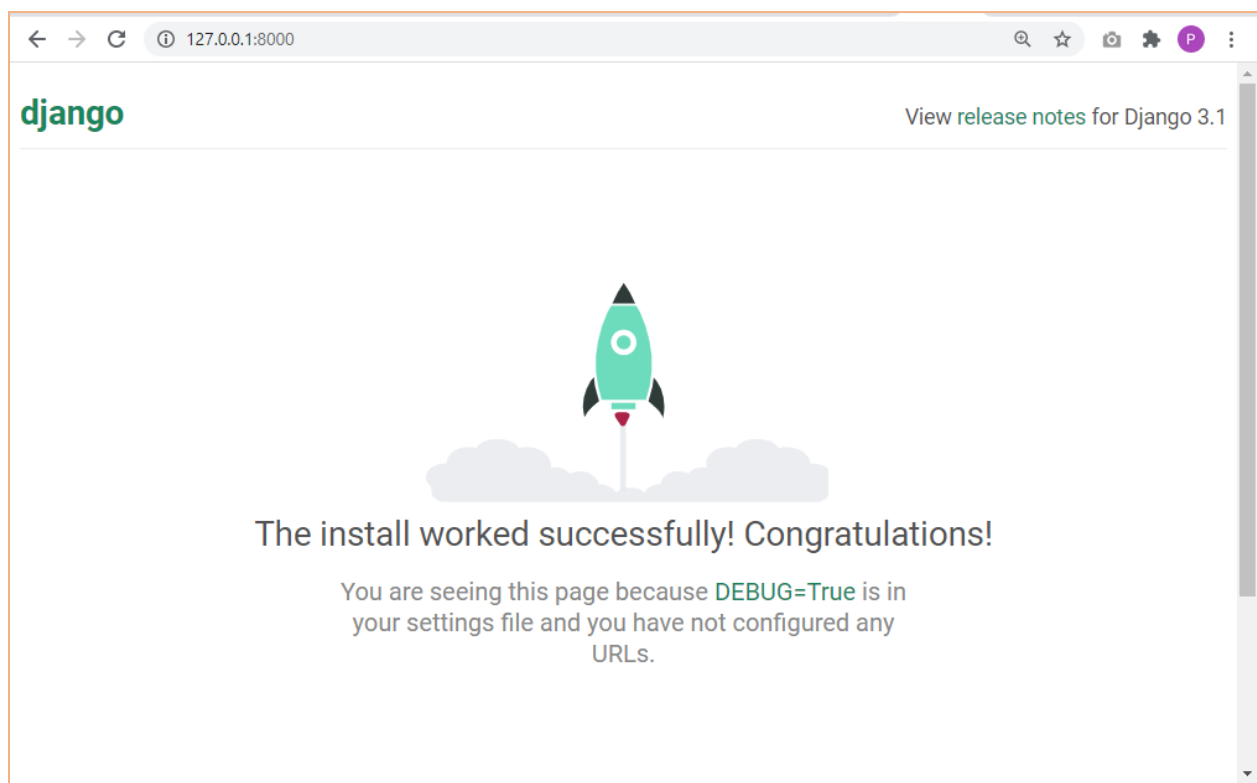 127.0.0.1:8000
P
django
View release notes for Django 3.1
The install worked successfully! Congratulations!
You are seeing this page because DEBUG=True is in
your settings file and you have not configured any
URLs.